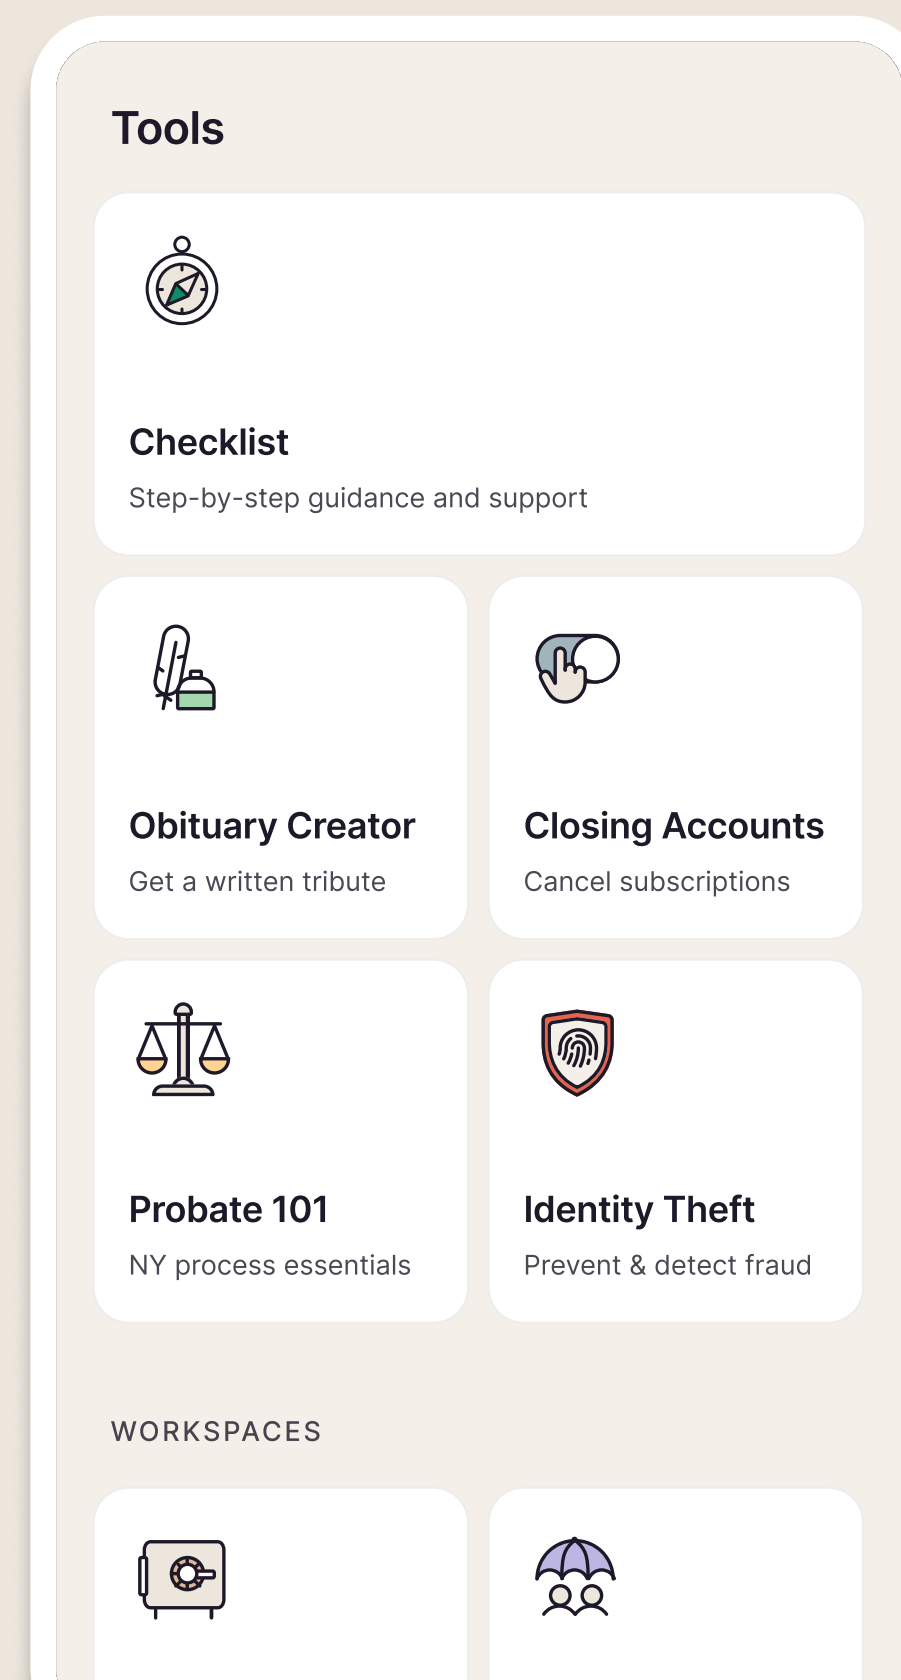 Tools
Checklist
Step-by-step guidance and support
Obituary Creator
Get a written tribute
Closing Accounts
Cancel subscriptions
Probate 101
NY process essentials
Identity Theft
Prevent & detect fraud
WORKSPACES